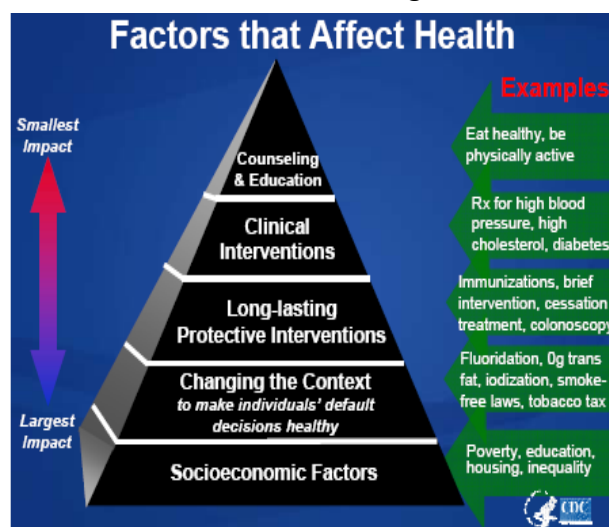 Factors that Affect Health
Examples
Smallest
Impact
Largest
Impact
Counseling
& Education
Clinical
Interventions
Long-lasting
Protective Interventions
Changing the Context
to make individuals' default
decisions healthy
Socioeconomic Factors
Eat healthy, be
physically active
Rx for high blood
pressure, high
cholesterol, diabetes
Immunizations, brief
intervention, cessation
treatment, colonoscopy
Fluoridation, 0g trans
fat, iodization, smoke-
free laws, tobacco tax
Poverty, education,
housing, inequality
CDC